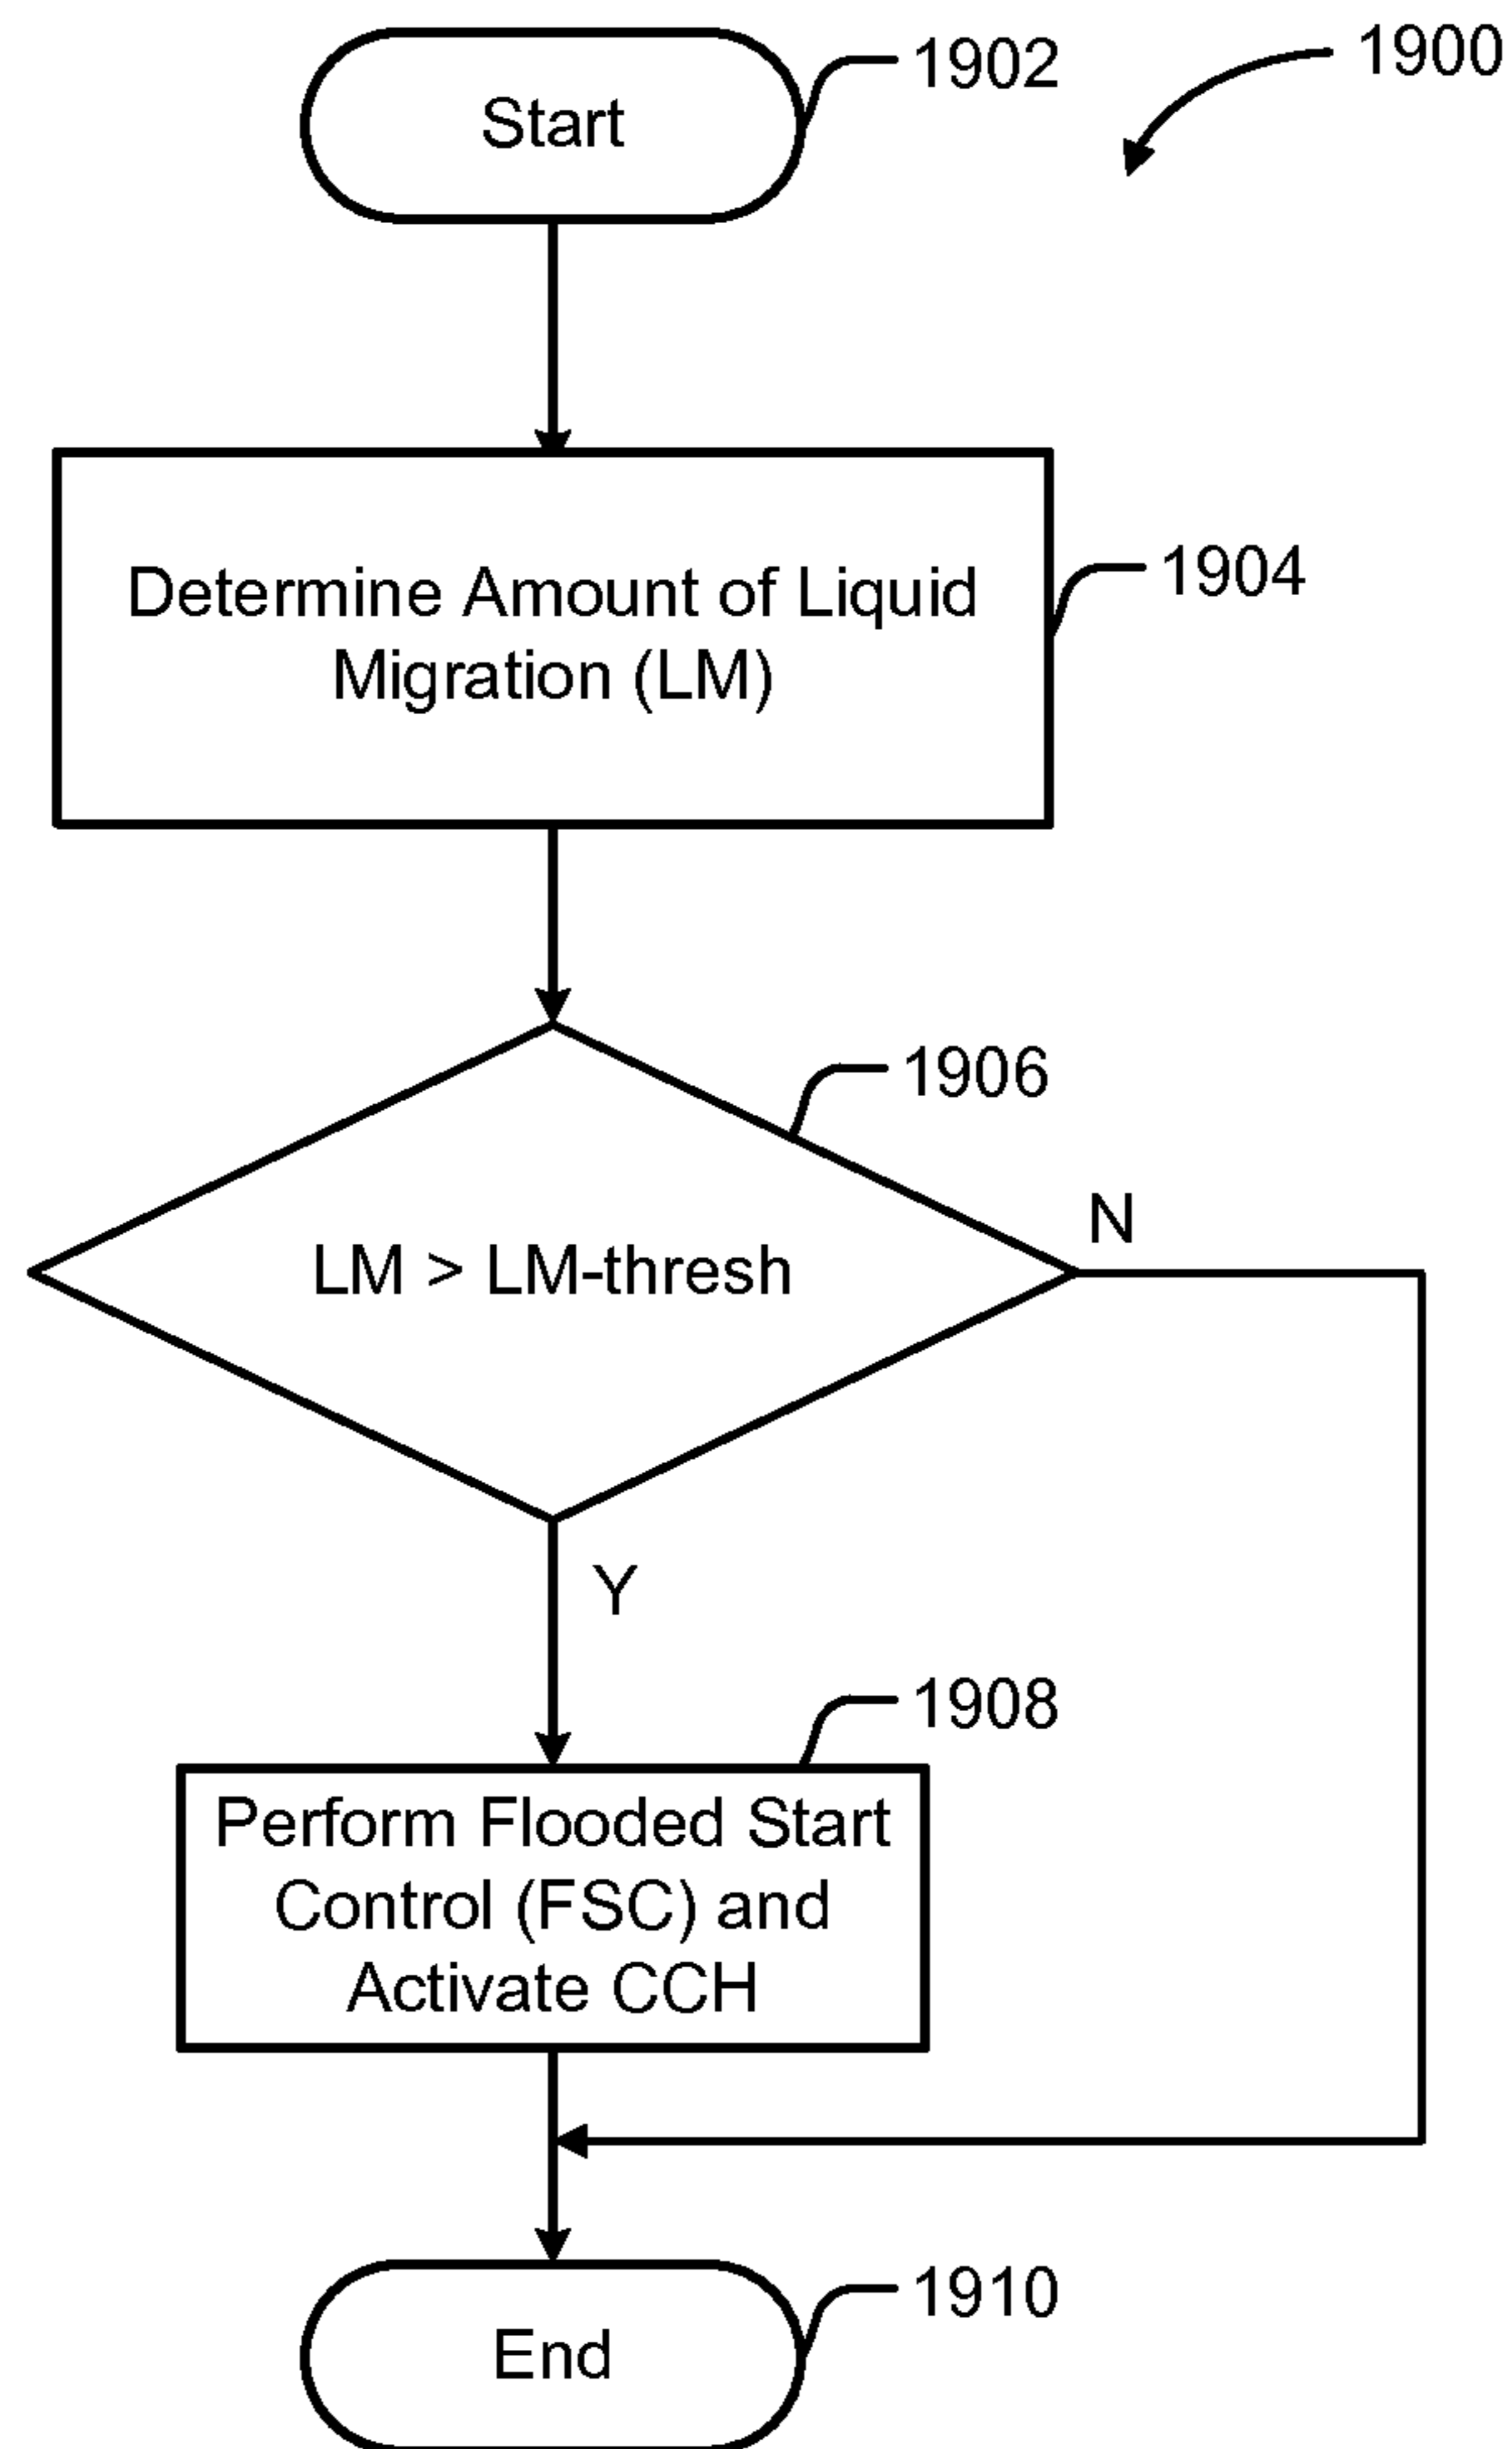 1900
Start
1902
Determine Amount of Liquid
Migration (LM)
1904
1906
LM > LM-thresh
N
Y
1908
Perform Flooded Start
Control (FSC) and
Activate CCH
End
1910